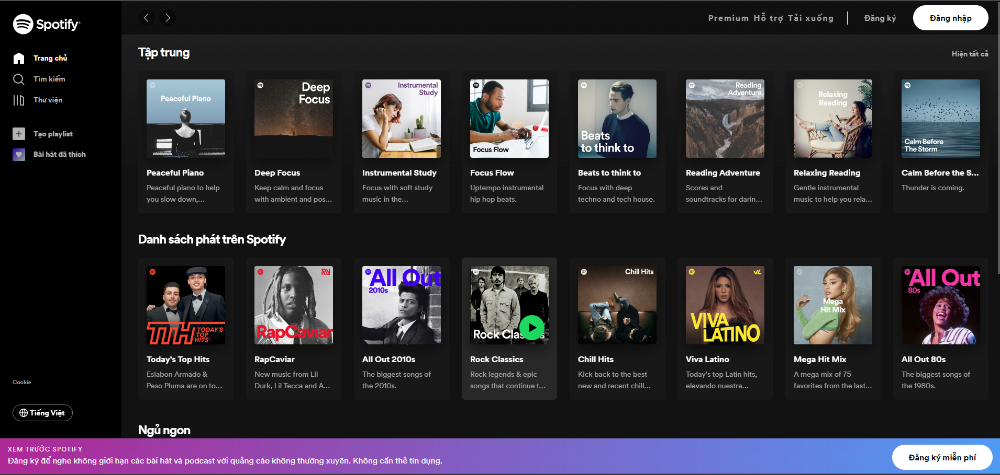 Spotify
Trang chủ
Tìm kiếm
Thư viện
Tạo playlist
Bài hát đã thích
Cookie
Tiếng Việt
Premium Hỗ trợ Tải xuống
Đăng ký
Đăng nhập
Tập trung
Hiện tất cả
Peaceful Piano
Deep
Focus
Instrumental
Study
Focus Flow
Beats
to think to
Reading
Adventure
Relaxing
Reading
Calm Before
The Storm
Peaceful Piano
Peaceful piano to help
you slow down,...
Deep Focus
Keep calm and focus
with ambient and pos...
Instrumental Study
Focus with soft study
music in the...
Focus Flow
Uptempo instrumental
hip hop beats.
Beats to think to
Focus with deep
techno and tech house.
Reading Adventure
Scores and
soundtracks for darin...
Relaxing Reading
Gentle instrumental
music to help you rela...
Calm Before the S...
Thunder is coming.
Danh sách phát trên Spotify
TTH TODAY'S
TOP
HITS
RapCaviar
All Out
2010s
Rock Clas
s
Chill Hits
VL
VIVA
LATINO
Mega
Hit Mix
All Out
80s
Today's Top Hits
Eslabon Armado &
Peso Pluma are on to...
RapCaviar
New music from Lil
Durk, Lil Tecca and A...
All Out 2010s
The biggest songs of
the 2010s.
Rock Classics
Rock legends & epic
songs that continue t...
Chill Hits
Kick back to the best
new and recent chill...
Viva Latino
Today's top Latin hits,
elevando nuestra...
Mega Hit Mix
A mega mix of 75
favorites from the last...
All Out 80s
The biggest songs of
the 1980s.
Ngủ ngon
XEM TRƯỚC SPOTIFY
Đăng ký để nghe không giới hạn các bài hát và podcast với quảng cáo không thường xuyên. Không cần thẻ tín dụng.
Đăng ký miễn phí